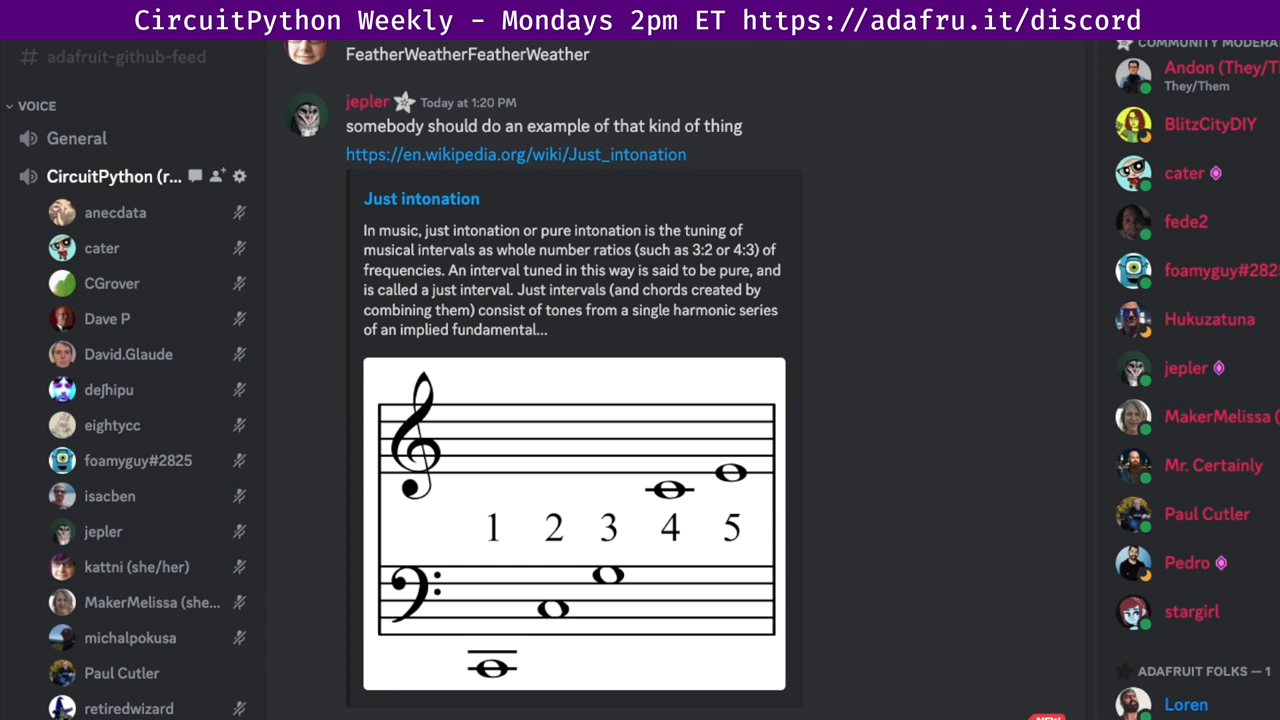 CircuitPython Weekly - Mondays 2pm ET https://adafru.it/discord
# adafruit-github-feed
VOICE
General
CircuitPython (r...
anecdata
cater
CGrover
Dave P
David.Glaude
deʃhipu
eightycc
foamyguy#2825
isacben
jepler
kattni (she/her)
MakerMelissa (she...
michalpokusa
Paul Cutler
retiredwizard
FeatherWeatherFeatherWeather
jepler Today at 1:20 PM
somebody should do an example of that kind of thing
https://en.wikipedia.org/wiki/Just_intonation
Just intonation
In music, just intonation or pure intonation is the tuning of
musical intervals as whole number ratios (such as 3:2 or 4:3) of
frequencies. An interval tuned in this way is said to be pure, and
is called a just interval. Just intervals (and chords created by
combining them) consist of tones from a single harmonic series
of an implied fundamental...
1 2 3 4 5
NEW
COMMUNITY MODERA
Andon (They/T
They/Them
BlitzCityDIY
cater
fede2
foamyguy#282
Hukuzatuna
jepler
MakerMelissa (
Mr. Certainly
Paul Cutler
Pedro
stargirl
ADAFRUIT FOLKS — 1
Loren